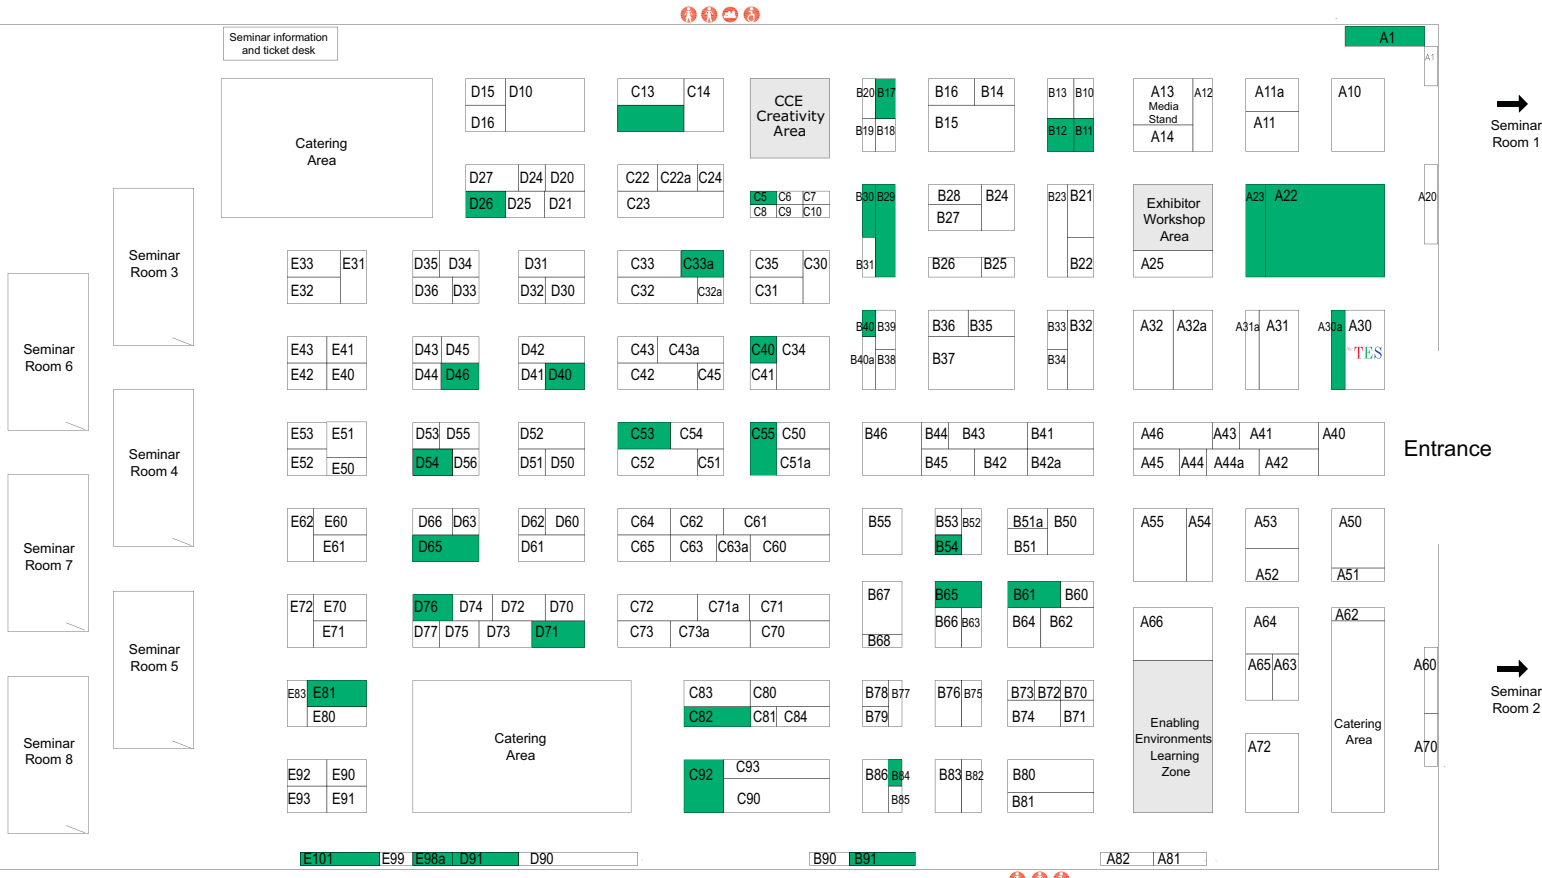 Seminar information
and ticket desk
A1
A1
D15 D10
D16
C13 C14
CCE
Creativity
Area
B20 B17
B19 B18
B16 B14
B15
B13 B10
B12 B11
A13 A12
Media
Stand
A14
A11a
A11
A10
Seminar
Room 1
Catering
Area
D27 D24 D20
D26 D25 D21
C22 C22a C24
C23
C5 C6 C7
C8 C9 C10
B30 B29
B31
B28 B24
B27
B26 B25
B23 B21
B22
Exhibitor
Workshop
Area
A25
A23 A22
A20
Seminar
Room 3
E33 E31
E32
D35 D34
D36 D33
D31
D32 D30
C33 C33a
C32 C32a
C35 C30
C31
Seminar
Room 6
E43 E41
E42 E40
D43 D45
D44 D46
D42
D41 D40
C43 C43a
C42 C45
C40 C34
C41
B40 B39
B40a B38
B36 B35
B37
B33 B32
B34
A32 A32a
A31a A31
A30a A30
TES
Seminar
Room 4
E53 E51
E52 E50
D53 D55
D54 D56
D52
D51 D50
C53 C54
C52 C51
C55 C50
C51a
B46 B44 B43 B41
B45 B42 B42a
A46 A43 A41 A40
A45 A44 A44a A42
Entrance
Seminar
Room 7
E62 E60
E61
D66 D63
D65
D62 D60
D61
C64 C62 C61
C65 C63 C63a C60
B55
B53 B52
B54
B51a B50
B51
A55 A54
A53
A52
A50
A51
Seminar
Room 5
E72 E70
E71
D76 D74 D72 D70
D77 D75 D73 D71
C72 C71a C71
C73 C73a C70
B67
B68
B65
B66 B63
B61 B60
B64 B62
A66
A64
A65 A63
A62
A60
Seminar
Room 2
Seminar
Room 8
E83 E81
E80
Catering
Area
C83 C80
C82 C81 C84
B78 B77
B79
B76 B75
B73 B72 B70
B74 B71
Enabling
Environments
Learning
Zone
A72
Catering
Area
A70
E92 E90
E93 E91
C92 C93
C90
B86 B84
B85
B83 B82
B80
B81
E101 E99 E98a D91 D90
B90 B91
A82 A81